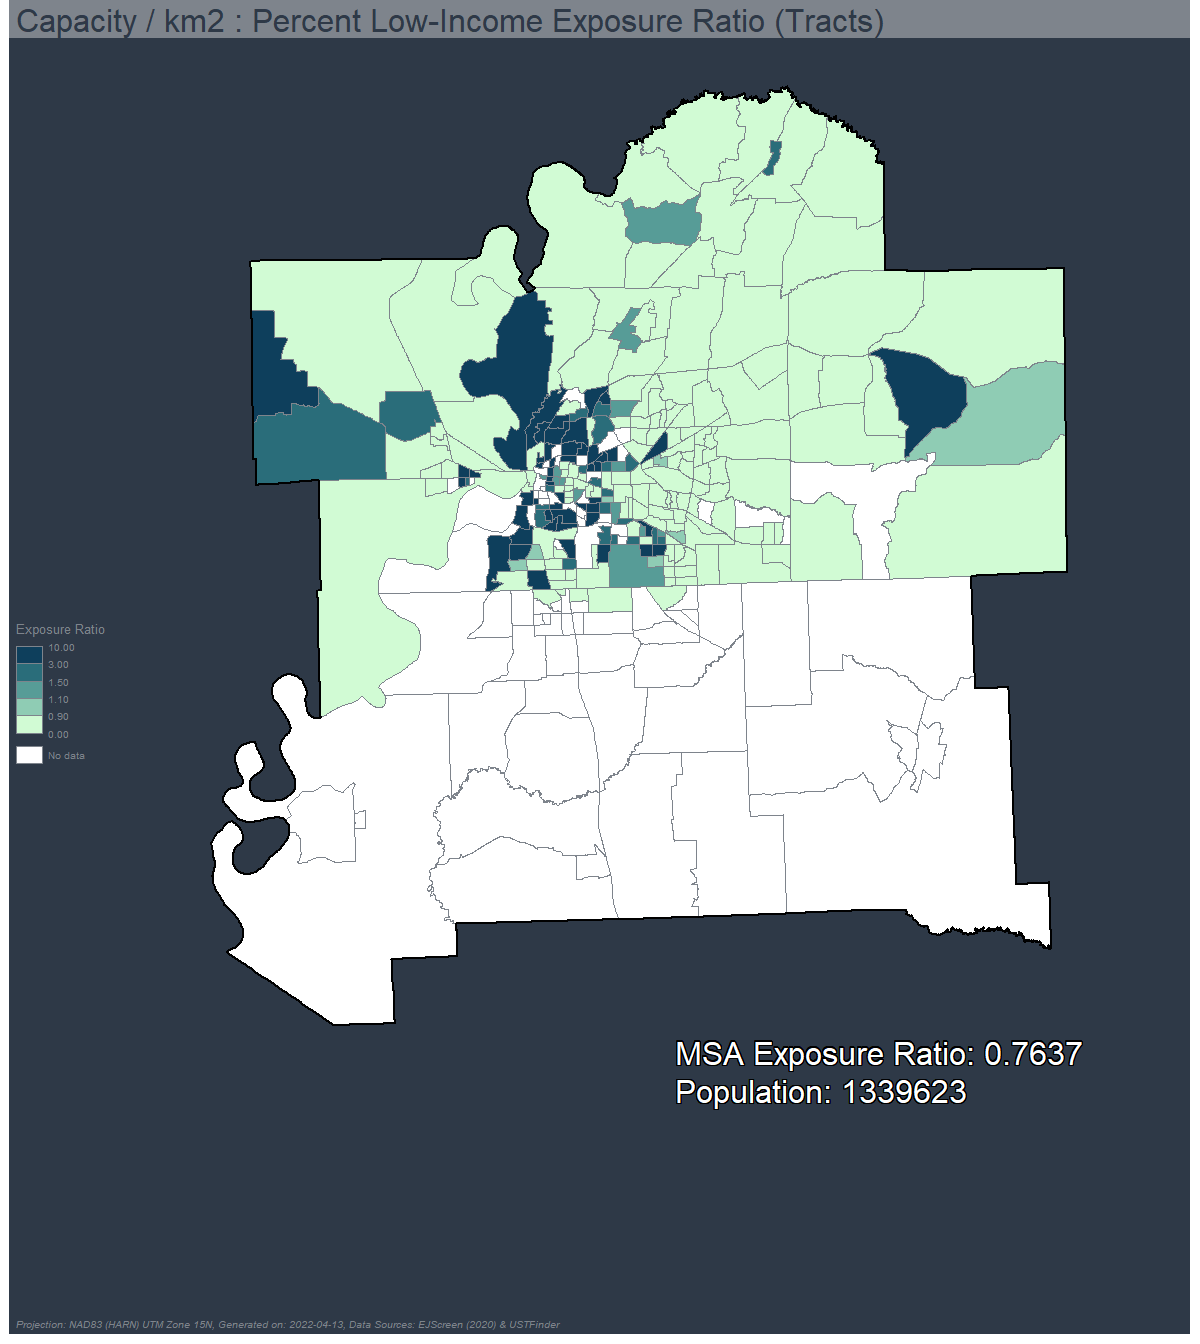 Capacity / km2 : Percent Low-Income Exposure Ratio (Tracts)
Exposure Ratio
10.00
3.00
1.50
1.10
0.90
0.00
No data
MSA Exposure Ratio: 0.7637
Population: 1339623
Projection: NAD83 (HARN) UTM Zone 15N, Generated on: 2022-04-13, Data Sources: EJScreen (2020) & USTFinder